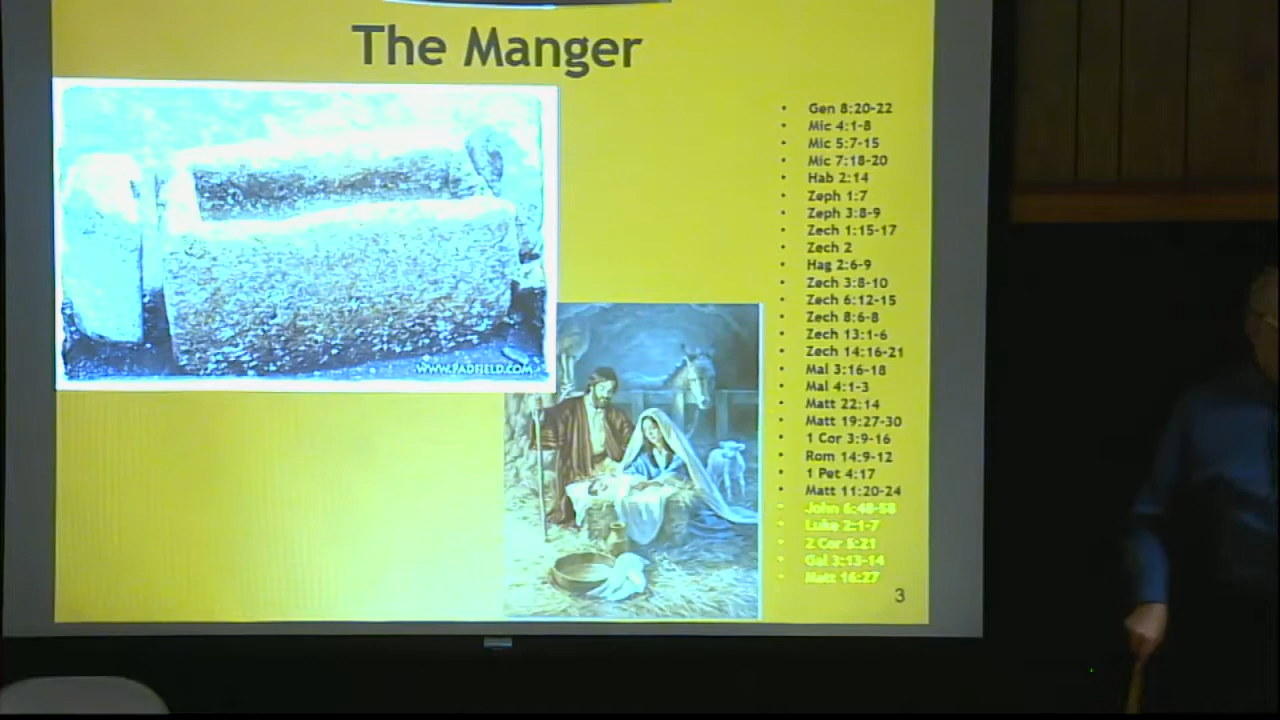 The Manger
WWW.PADFIELD.COM
• Gen 8:20-22
• Mic 4:1-8
• Mic 5:7-15
• Mic 7:18-20
• Hab 2:14
• Zeph 1:7
• Zeph 3:8-9
• Zech 1:15-17
• Zech 2
• Hag 2:6-9
• Zech 3:8-10
• Zech 6:12-15
• Zech 8:6-8
• Zech 13:1-6
• Zech 14:16-21
• Mal 3:16-18
• Mal 4:1-3
• Matt 22:14
• Matt 19:27-30
• 1 Cor 3:9-16
• Rom 14:9-12
• 1 Pet 4:17
• Matt 11:20-24
• John 6:48-58
• Luke 2:1-7
• 2 Cor 5:21
• Gal 3:13-14
• Matt 16:27
3